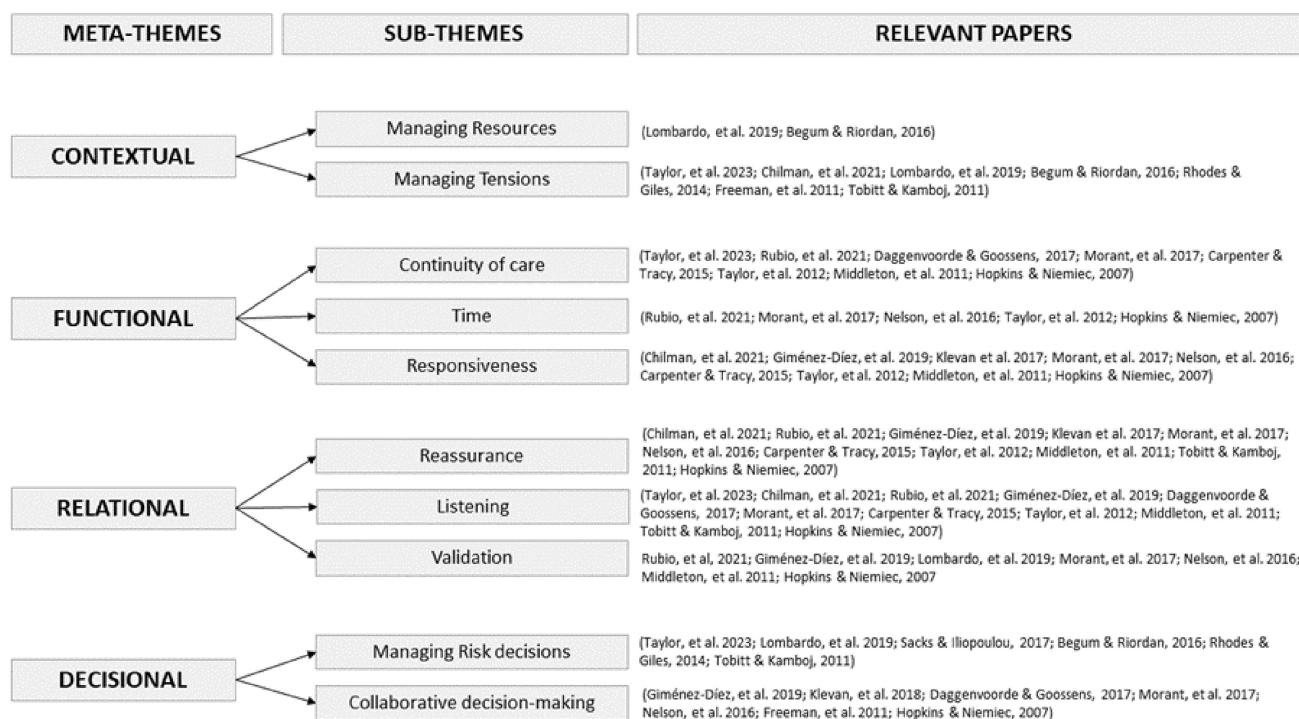 META-THEMES
SUB-THEMES
RELEVANT PAPERS
CONTEXTUAL
Managing Resources
(Lombardo, et al. 2019; Begum & Riordan, 2016)
Managing Tensions
(Taylor, et al. 2023; Chilman, et al. 2021; Lombardo, et al. 2019; Begum & Riordan, 2016; Rhodes &
Giles, 2014; Freeman, et al. 2011; Tobitt & Kamboj, 2011)
FUNCTIONAL
Continuity of care
(Taylor, et al. 2023; Rubio, et al. 2021; Daggenvoorde & Goossens, 2017; Morant, et al. 2017; Carpenter &
Tracy, 2015; Taylor, et al. 2012; Middleton, et al. 2011; Hopkins & Niemiec, 2007)
Time
(Rubio, et al. 2021; Morant, et al. 2017; Nelson, et al. 2016; Taylor, et al. 2012; Hopkins & Niemiec, 2007)
Responsiveness
(Chilman, et al. 2021; Giménez-Díez, et al. 2019; Klevan et al. 2017; Morant, et al. 2017; Nelson, et al. 2016;
Carpenter & Tracy, 2015; Taylor, et al. 2012; Middleton, et al. 2011; Hopkins & Niemiec, 2007)
RELATIONAL
Reassurance
(Chilman, et al. 2021; Rubio, et al. 2021; Giménez-Díez, et al. 2019; Klevan et al. 2017; Morant, et al. 2017;
Nelson, et al. 2016; Carpenter & Tracy, 2015; Taylor, et al. 2012; Middleton, et al. 2011; Tobitt & Kamboj,
2011; Hopkins & Niemiec, 2007)
Listening
(Taylor, et al. 2023; Chilman, et al. 2021; Rubio, et al. 2021; Giménez-Díez, et al. 2019; Daggenvoorde &
Goossens, 2017; Morant, et al. 2017; Carpenter & Tracy, 2015; Taylor, et al. 2012; Middleton, et al. 2011;
Tobitt & Kamboj, 2011; Hopkins & Niemiec, 2007)
Validation
Rubio, et al, 2021; Giménez-Díez, et al. 2019; Lombardo, et al. 2019; Morant, et al. 2017; Nelson, et al. 2016;
Middleton, et al. 2011; Hopkins & Niemiec, 2007
DECISIONAL
Managing Risk decisions
(Taylor, et al. 2023; Lombardo, et al. 2019; Sacks & Iliopoulou, 2017; Begum & Riordan, 2016; Rhodes &
Giles, 2014; Tobitt & Kamboj, 2011)
Collaborative decision-making
(Giménez-Díez, et al. 2019; Klevan, et al. 2018; Daggenvoorde & Goossens, 2017; Morant, et al. 2017;
Nelson, et al. 2016; Freeman, et al. 2011; Hopkins & Niemiec, 2007)